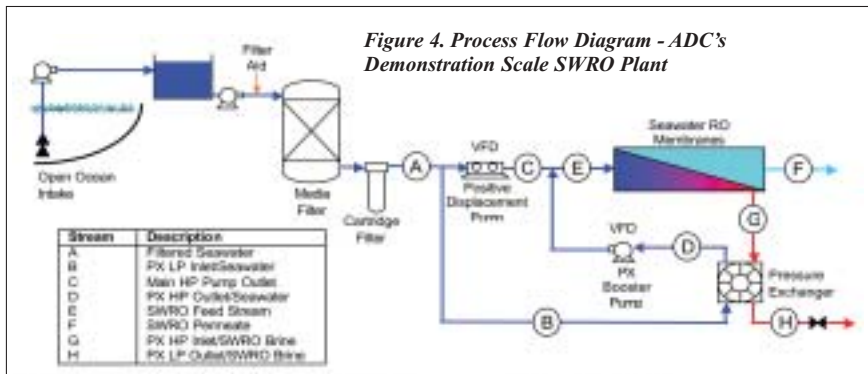 Figure 4. Process Flow Diagram - ADC's
Demonstration Scale SWRO Plant
Filter
Aid
Open Ocean
Intake
Media
Filter
Cartridge
Filter
A
VFD
Positive
Displacement
Pump
C
E
Seawater RO
Membranes
F
G
VFD
PX
Booster
Pump
D
Pressure
Exchanger
B
H
Stream Description
A Filtered Seawater
B PX LP Inlet/Seawater
C Main HP Pump Outlet
D PX HP Outlet/Seawater
E SWRO Feed Stream
F SWRO Permeate
G PX HP Inlet/SWRO Brine
H PX LP Outlet/SWRO Brine